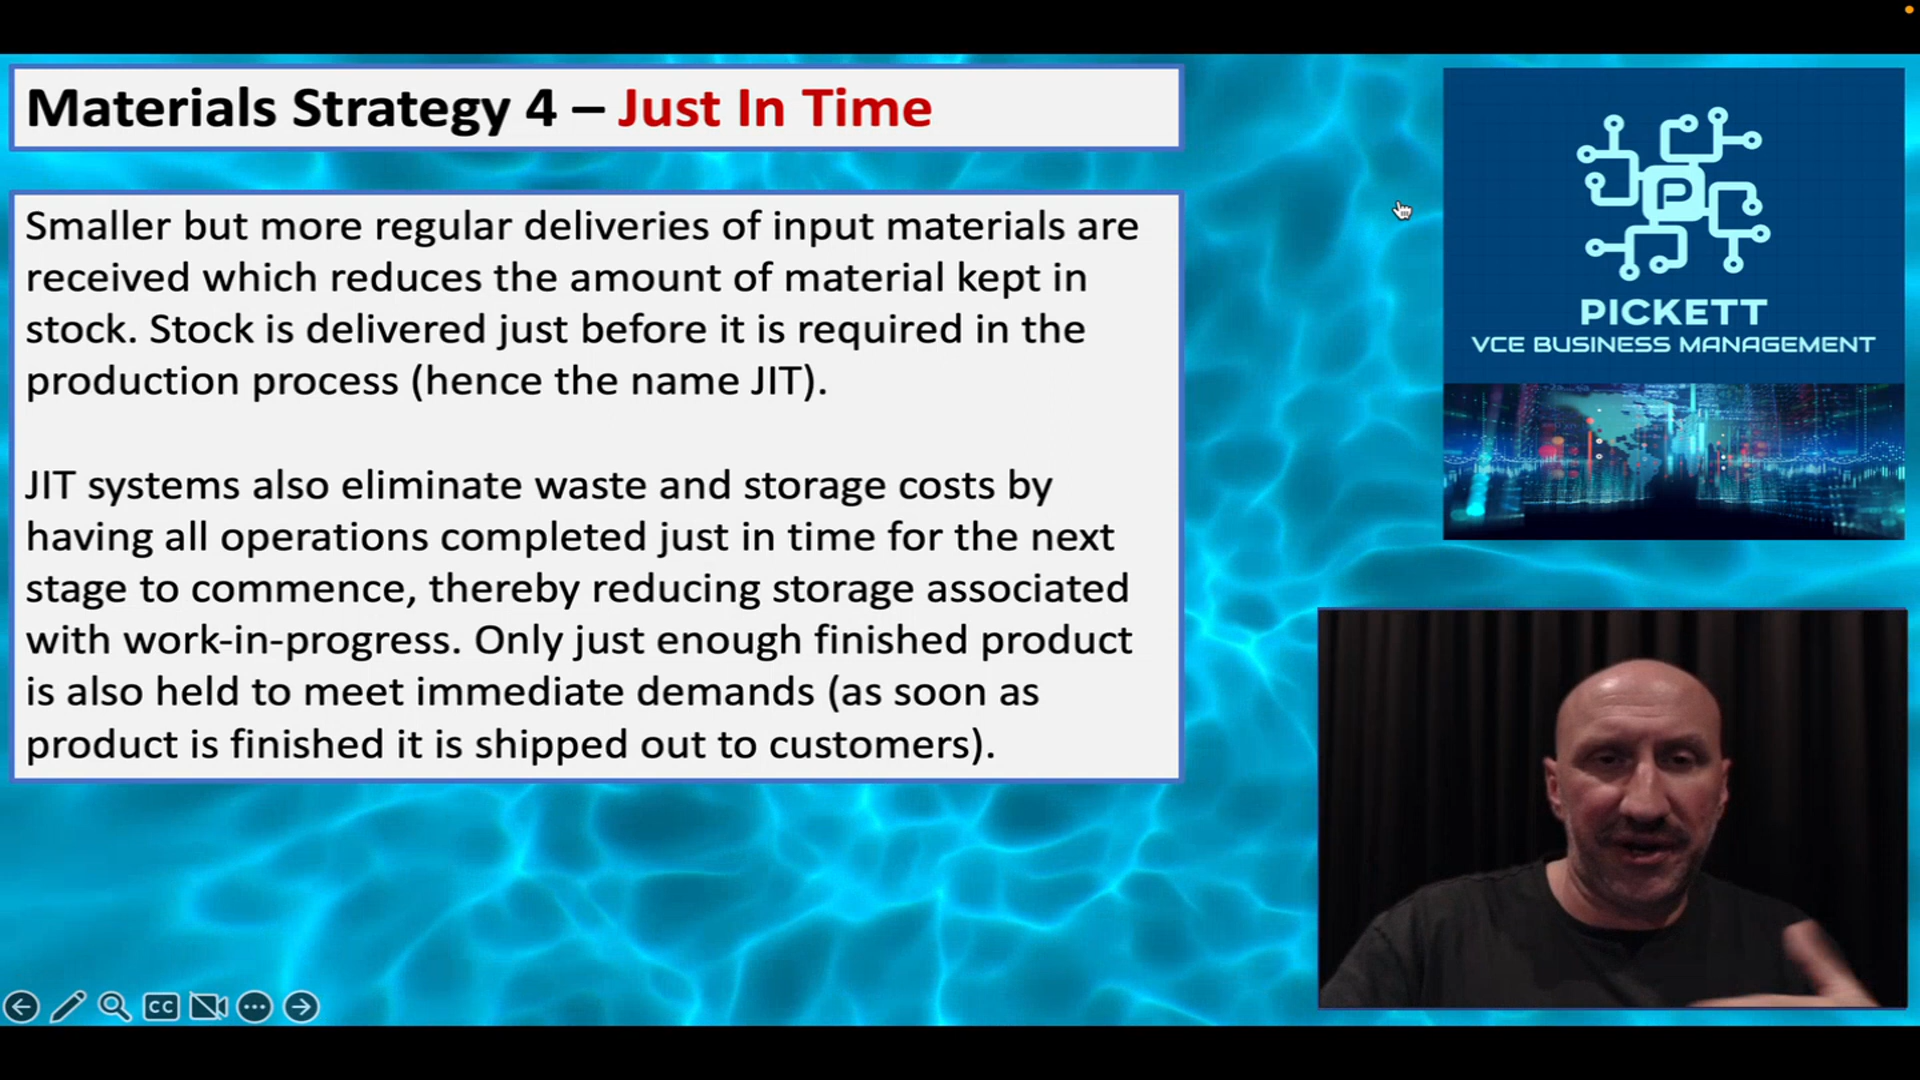 Materials Strategy 4 – Just In Time
Smaller but more regular deliveries of input materials are
received which reduces the amount of material kept in
stock. Stock is delivered just before it is required in the
production process (hence the name JIT).
JIT systems also eliminate waste and storage costs by
having all operations completed just in time for the next
stage to commence, thereby reducing storage associated
with work-in-progress. Only just enough finished product
is also held to meet immediate demands (as soon as
product is finished it is shipped out to customers).
P
PICKETT
VCE BUSINESS MANAGEMENT
CC